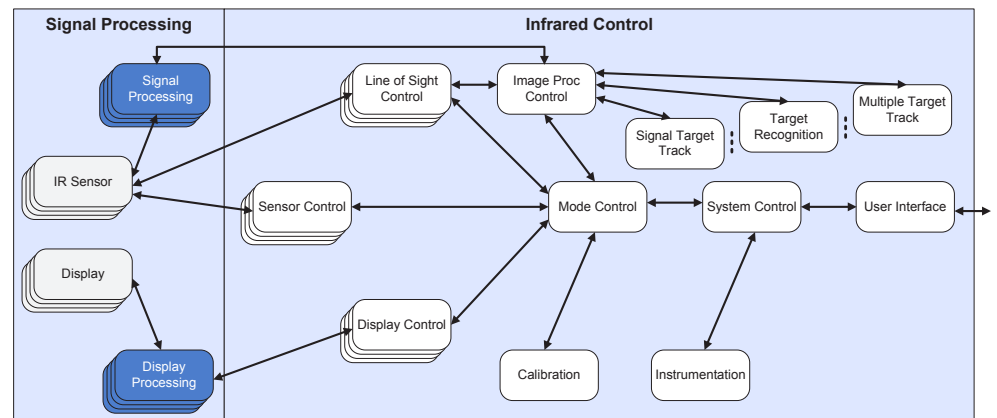 Signal Processing
Infrared Control
Signal
Processing
Line of Sight
Control
Image Proc
Control
Signal Target
Track
Target
Recognition
Multiple Target
Track
IR Sensor
Sensor Control
Mode Control
System Control
User Interface
Display
Display Control
Display
Processing
Calibration
Instrumentation